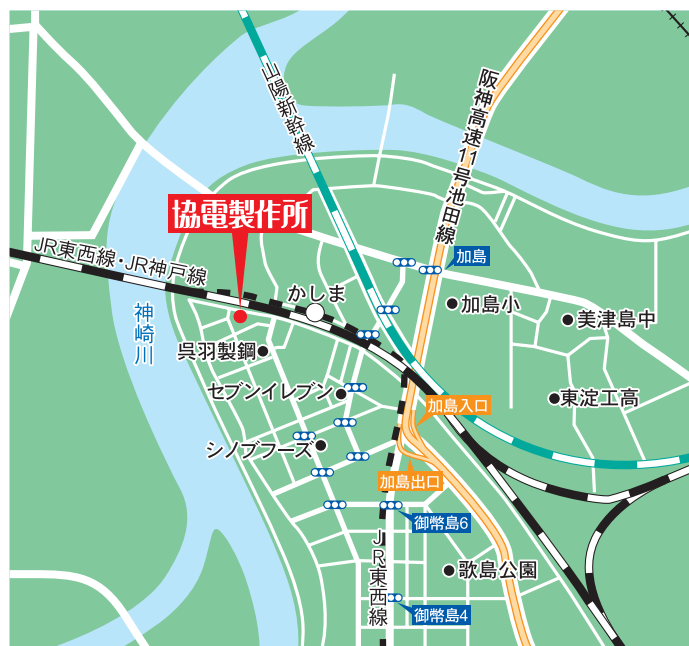 山陽新幹線
阪神高速11号池田線
協電製作所
JR東西線・JR神戸線
加島
かしま
加島小
神崎川
美津島中
呉羽製鋼
セブンイレブン
東淀工高
加島入口
シノブフーズ
加島出口
御幣島6
JR東西線
歌島公園
御幣島4